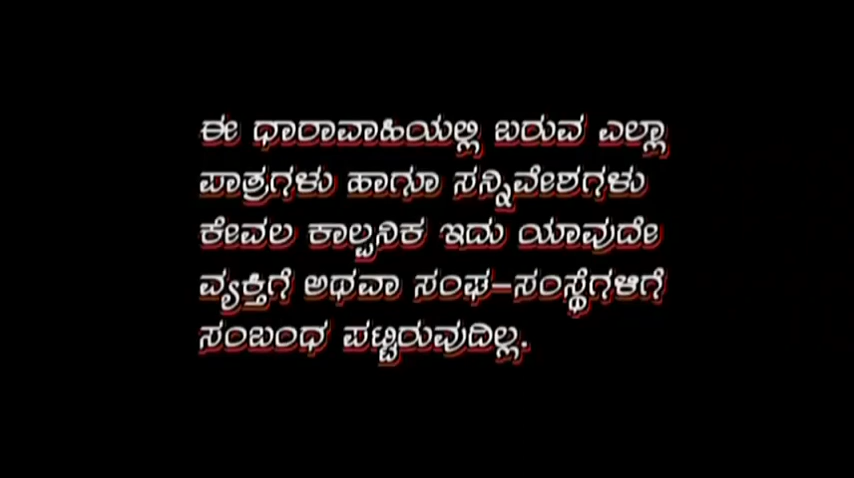 ಈ ಧಾರಾವಾಹಿಯಲ್ಲಿ ಬರುವ ಎಲ್ಲಾ
ಪಾತ್ರಗಳು ಹಾಗೂ ಸನ್ನಿವೇಶಗಳು
ಕೇವಲ ಕಾಲ್ಪನಿಕ ಇದು ಯಾವುದೇ
ವ್ಯಕ್ತಿಗೆ ಅಥವಾ ಸಂಘ-ಸಂಸ್ಥೆಗಳಿಗೆ
ಸಂಬಂಧ ಪಟ್ಟಿರುವುದಿಲ್ಲ.